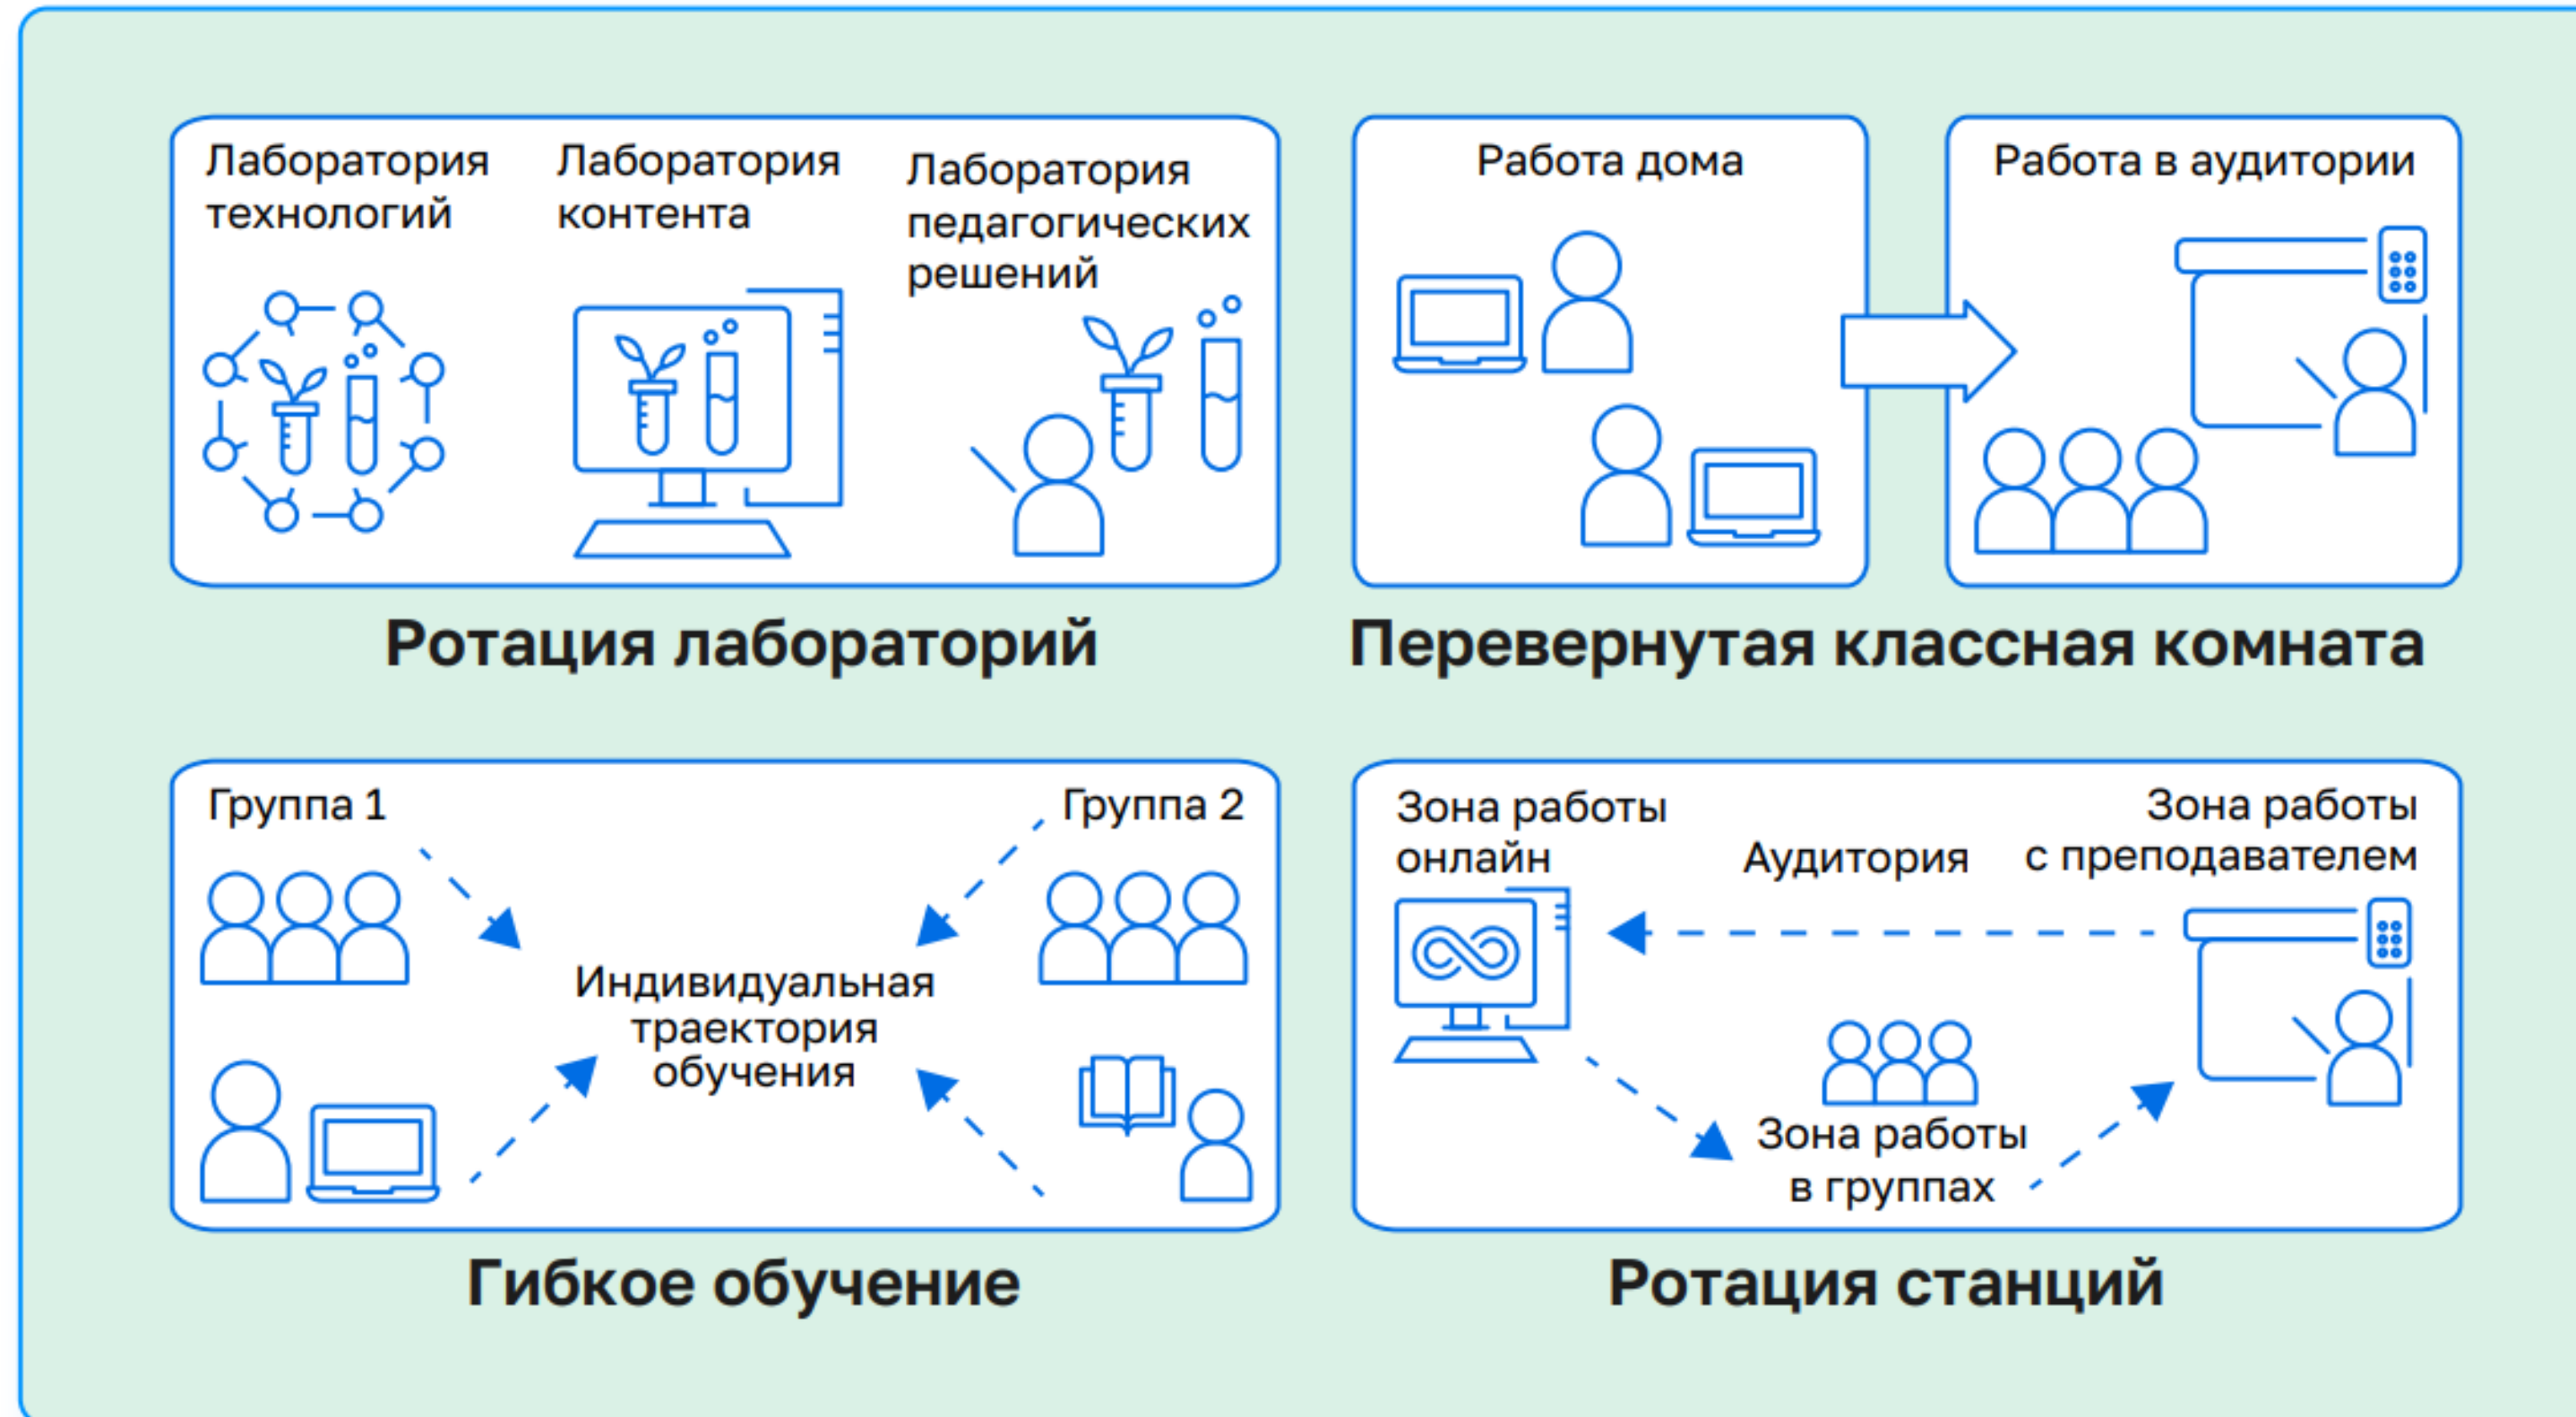 Лаборатория
технологий
Лаборатория
контента
Лаборатория
педагогических
решений
Ротация лабораторий
Работа дома
Работа в аудитории
Перевернутая классная комната
Группа 1
Группа 2
Индивидуальная
траектория
обучения
Гибкое обучение
Зона работы
онлайн
Аудитория
Зона работы
с преподавателем
Зона работы
в группах
Ротация станций